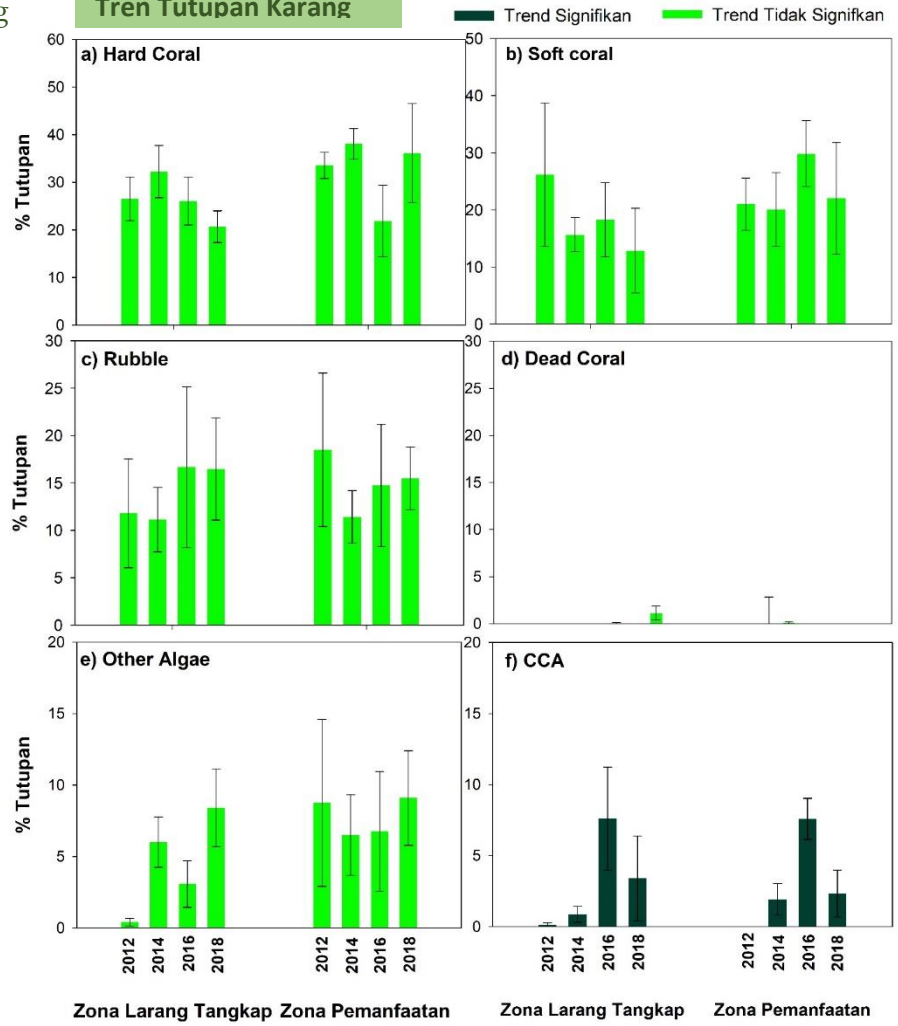 g
Tren Tutupan Karang
Trend Signifikan
Trend Tidak Signifkan
a) Hard Coral
% Tutupan
60
50
40
30
20
10
0
b) Soft coral
50
40
30
20
10
0
c) Rubble
% Tutupan
30
25
20
15
10
5
0
d) Dead Coral
30
25
20
15
10
5
0
e) Other Algae
% Tutupan
20
15
10
5
0
f) CCA
20
15
10
5
0
2012 2014 2016 2018 2012 2014 2016 2018
Zona Larang Tangkap Zona Pemanfaatan
2012 2014 2016 2018 2012 2014 2016 2018
Zona Larang Tangkap Zona Pemanfaatan